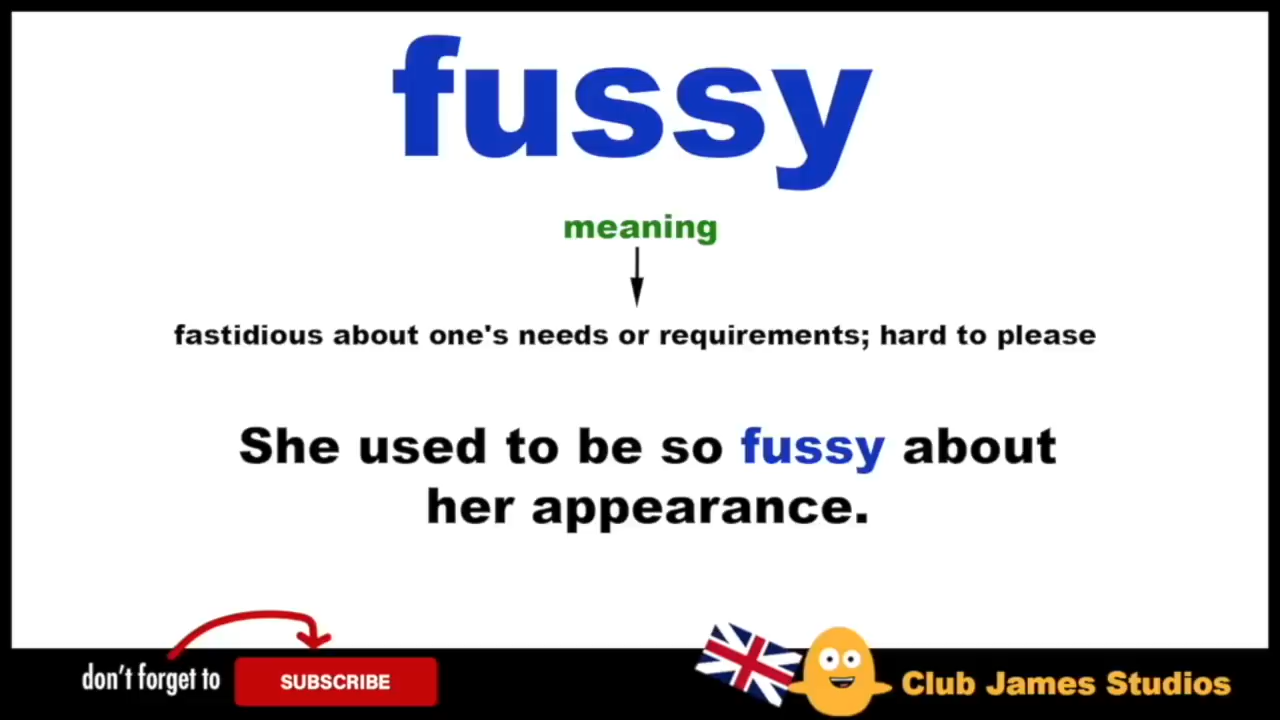 fussy
meaning
fastidious about one's needs or requirements; hard to please
She used to be so fussy about
her appearance.
don't forget to
SUBSCRIBE
Club James Studios